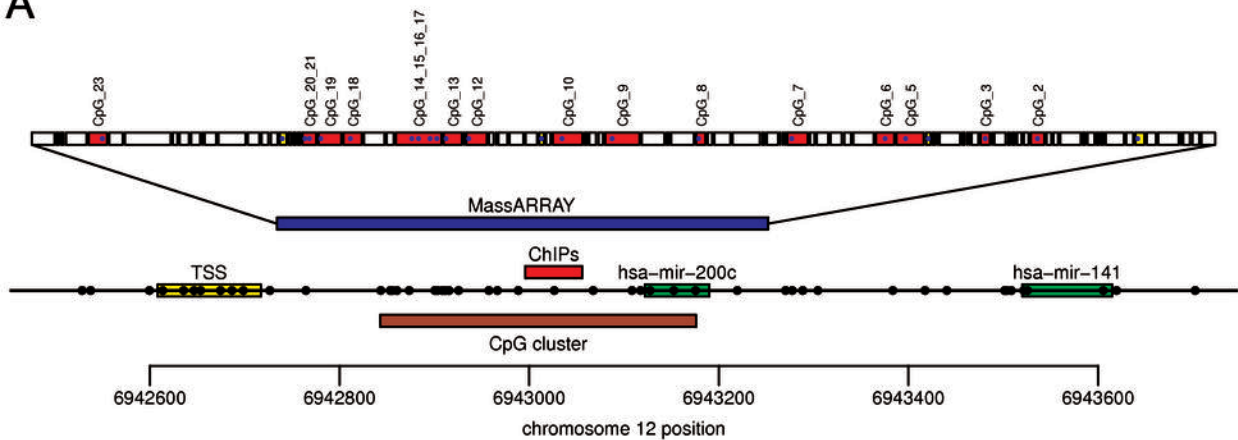 A
CpG_23
CpG_20_21
CpG_19
CpG_18
CpG_14_15_16_17
CpG_13
CpG_12
CpG_10
CpG_9
CpG_8
CpG_7
CpG_6
CpG_5
CpG_3
CpG_2
MassARRAY
ChIPs
TSS
hsa-mir-200c
hsa-mir-141
CpG cluster
6942600
6942800
6943000
6943200
6943400
6943600
chromosome 12 position